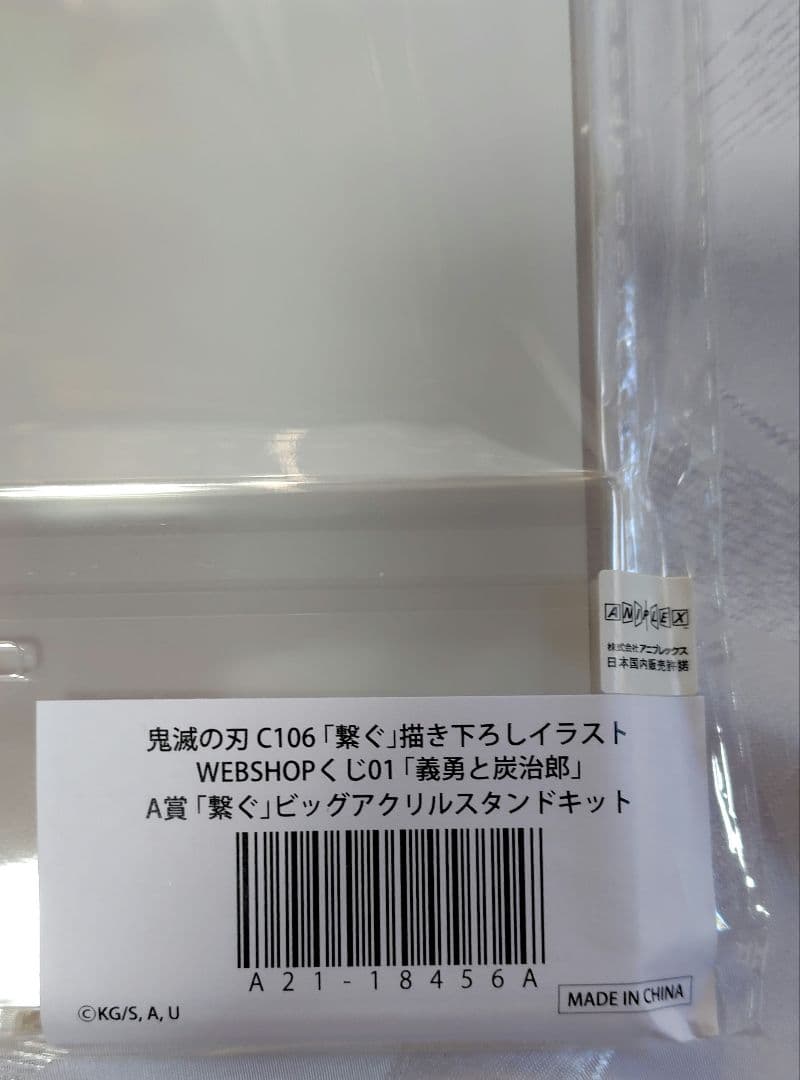 ANIPLEX
株式会社アニプレックス
日本国内販売許諾
鬼滅の刃 C106「繋ぐ」描き下ろしイラスト
WEBSHOPくじ01「義勇と炭治郎」
A賞「繋ぐ」ビッグアクリルスタンドキット
A21-18456A
©KG/S, A, U
MADE IN CHINA